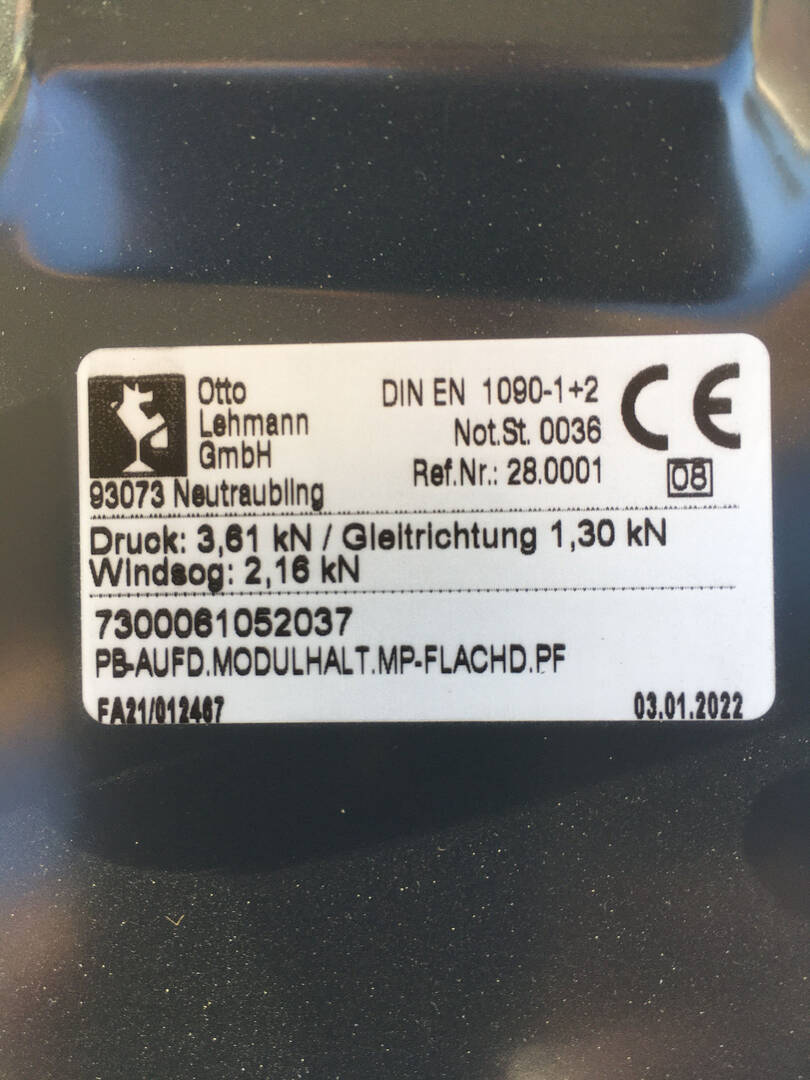 Otto
Lehmann
GmbH
93073 Neutraubling
DIN EN 1090-1+2
Not.St. 0036
Ref.Nr.: 28.0001
CE
08
Druck: 3,61 kN / Gleitrichtung 1,30 kN
Windsog: 2,16 kN
7300061052037
PB-AUFD.MODULHALT.MP-FLACHD.PF
FA21/012467
03.01.2022